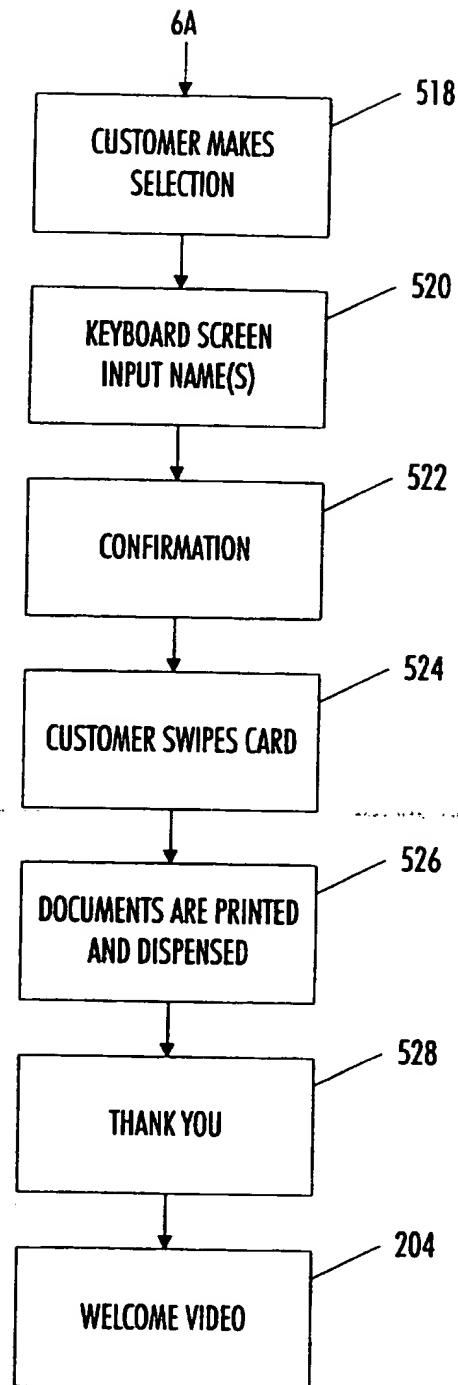 6A
518
CUSTOMER MAKES
SELECTION
520
KEYBOARD SCREEN
INPUT NAME(S)
522
CONFIRMATION
524
CUSTOMER SWIPES CARD
526
DOCUMENTS ARE PRINTED
AND DISPENSED
528
THANK YOU
204
WELCOME VIDEO